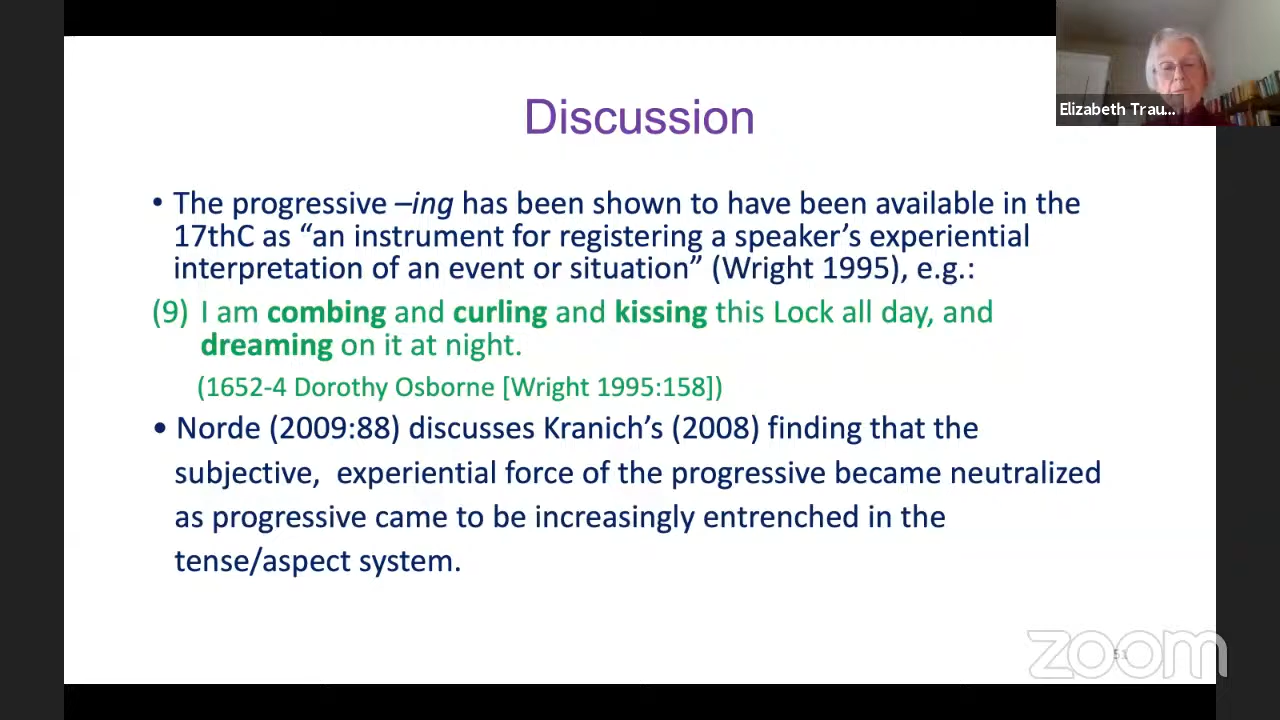 Discussion
Elizabeth Trau...
• The progressive –ing has been shown to have been available in the
17thC as “an instrument for registering a speaker’s experiential
interpretation of an event or situation” (Wright 1995), e.g.:
(9) I am combing and curling and kissing this Lock all day, and
dreaming on it at night.
(1652-4 Dorothy Osborne [Wright 1995:158])
• Norde (2009:88) discusses Kranich’s (2008) finding that the
subjective, experiential force of the progressive became neutralized
as progressive came to be increasingly entrenched in the
tense/aspect system.
zoom
51